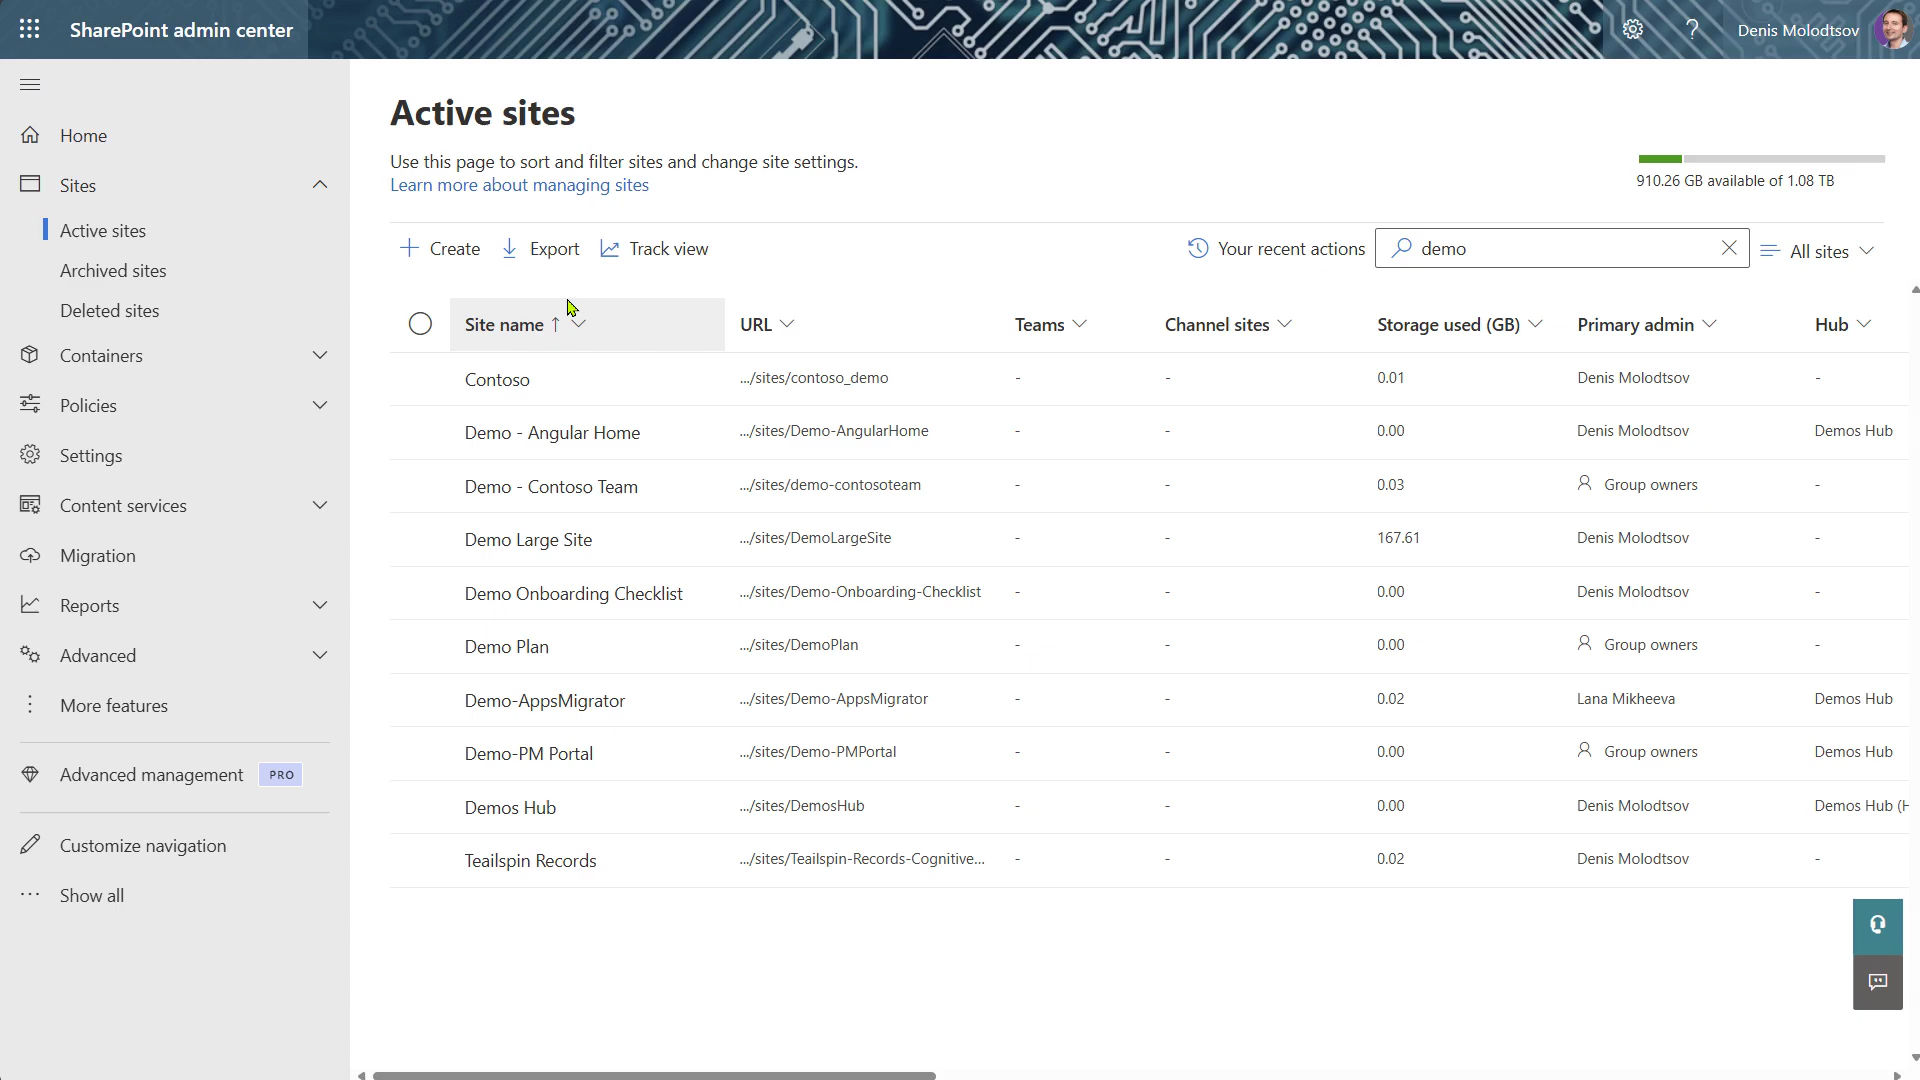 SharePoint admin center
Denis Molodtsov
Home
Sites
Active sites
Archived sites
Deleted sites
Containers
Policies
Settings
Content services
Migration
Reports
Advanced
More features
Advanced management PRO
Customize navigation
Show all
Active sites
Use this page to sort and filter sites and change site settings.
Learn more about managing sites
910.26 GB available of 1.08 TB
Create Export Track view Your recent actions demo All sites
Site name URL Teams Channel sites Storage used (GB) Primary admin Hub
Contoso .../sites/contoso_demo - - 0.01 Denis Molodtsov -
Demo - Angular Home .../sites/Demo-AngularHome - - 0.00 Denis Molodtsov Demos Hub
Demo - Contoso Team .../sites/demo-contosoteam - - 0.03 Group owners -
Demo Large Site .../sites/DemoLargeSite - - 167.61 Denis Molodtsov -
Demo Onboarding Checklist .../sites/Demo-Onboarding-Checklist - - 0.00 Denis Molodtsov -
Demo Plan .../sites/DemoPlan - - 0.00 Group owners -
Demo-AppsMigrator .../sites/Demo-AppsMigrator - - 0.02 Lana Mikheeva Demos Hub
Demo-PM Portal .../sites/Demo-PMPortal - - 0.00 Group owners Demos Hub
Demos Hub .../sites/DemosHub - - 0.00 Denis Molodtsov Demos Hub (H
Teailspin Records .../sites/Teailspin-Records-Cognitive... - - 0.02 Denis Molodtsov -